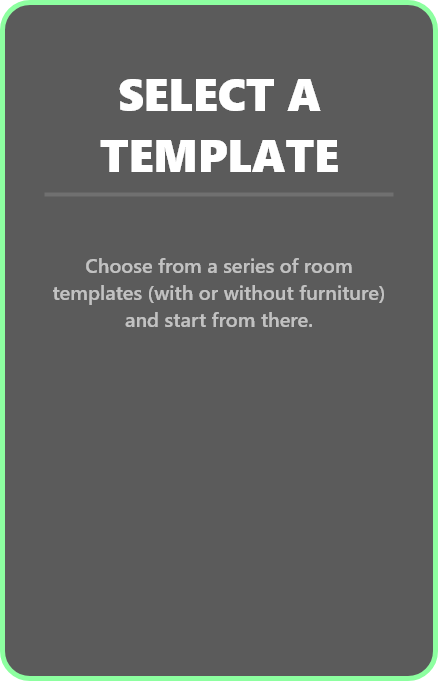 SELECT A
TEMPLATE
Choose from a series of room
templates (with or without furniture)
and start from there.